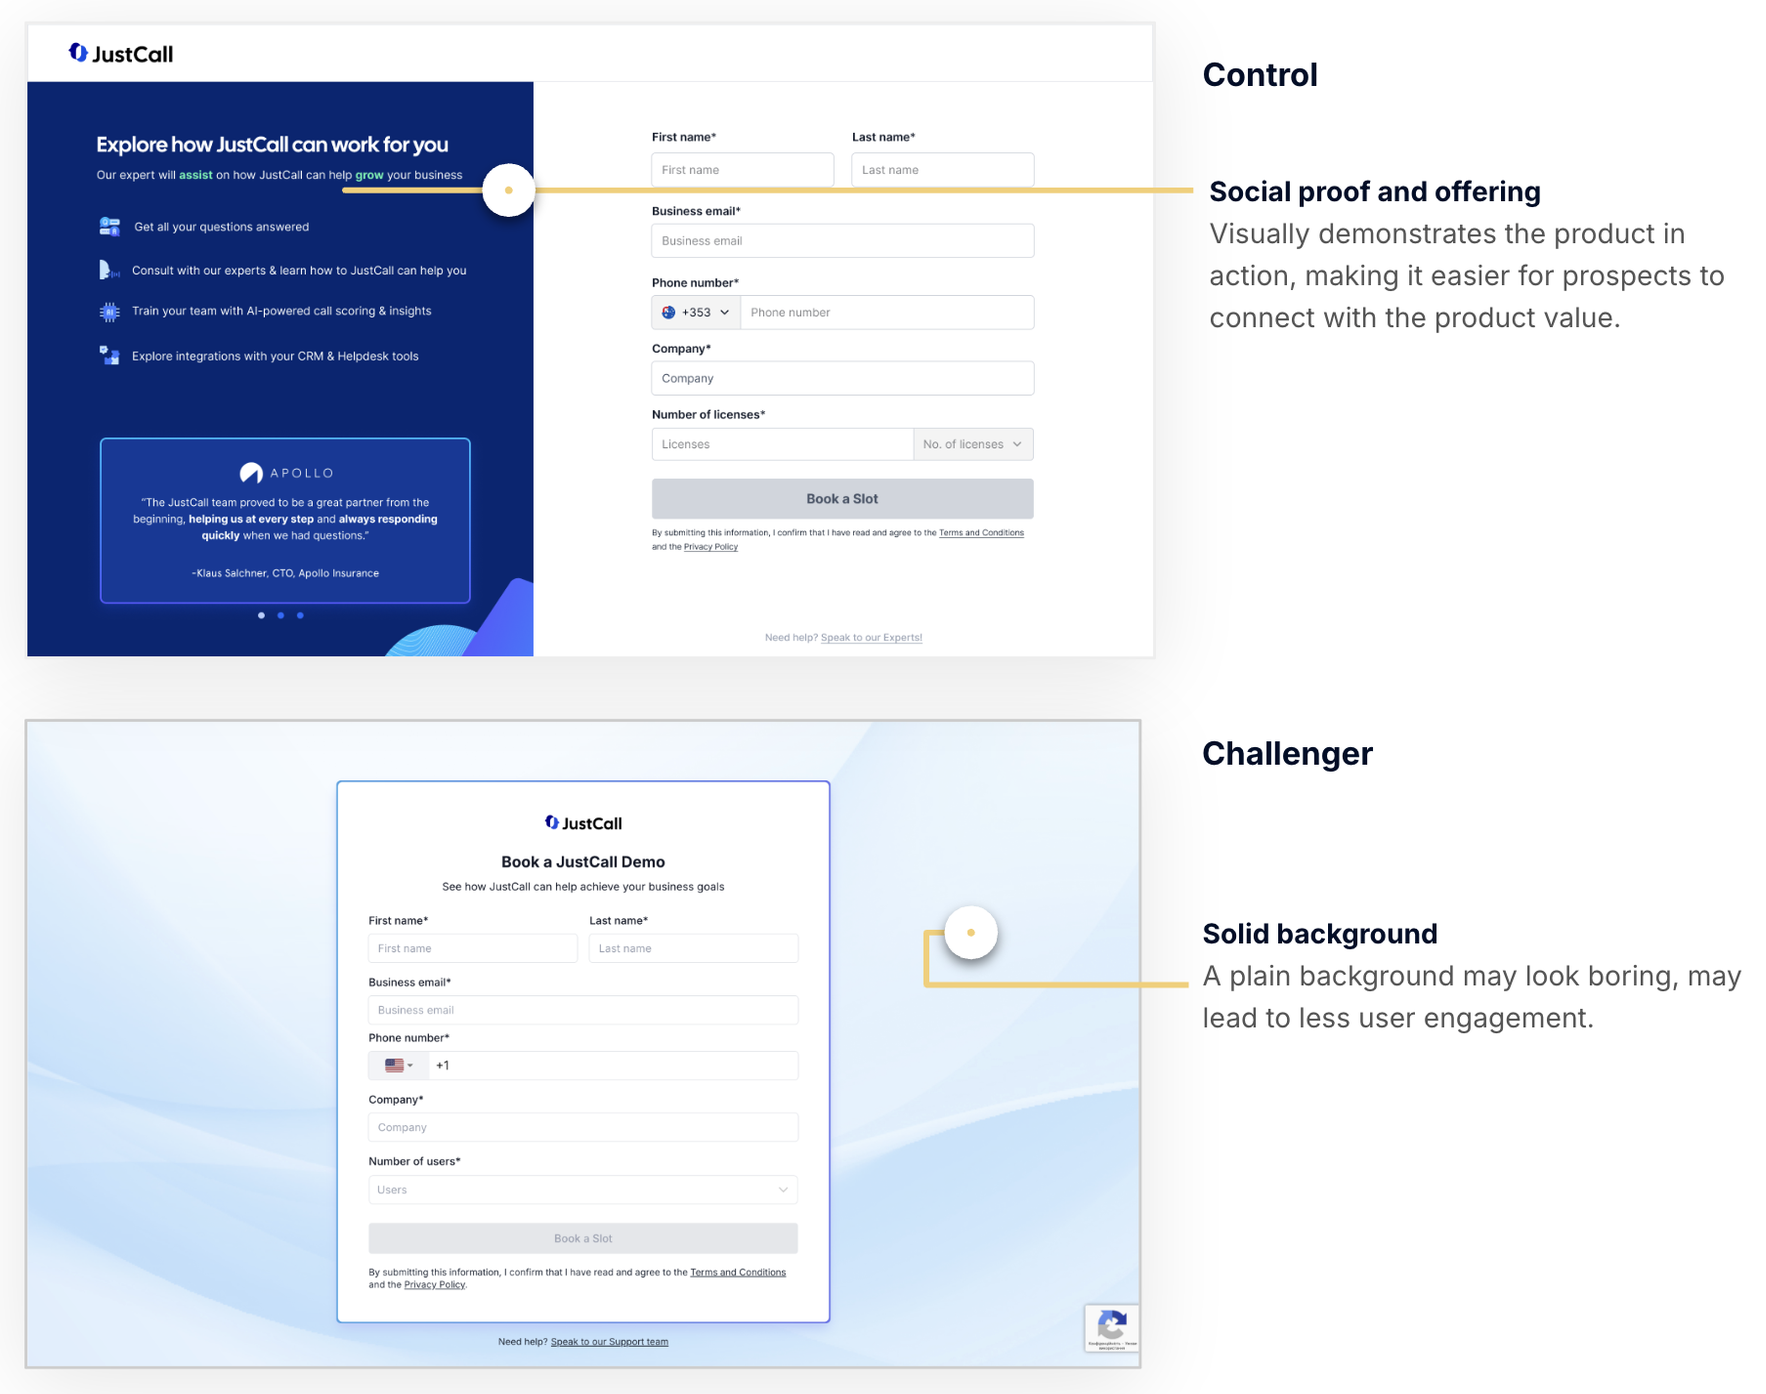 JustCall
Explore how JustCall can work for you
Our expert will assist on how JustCall can help grow your business
Get all your questions answered
Consult with our experts & learn how to JustCall can help you
Train your team with AI-powered call scoring & insights
Explore integrations with your CRM & Helpdesk tools
APOLLO
“The JustCall team proved to be a great partner from the
beginning, helping us at every step and always responding
quickly when we had questions.”
-Klaus Salchner, CTO, Apollo Insurance
First name* Last name*
First name Last name
Business email*
Business email
Phone number*
+353 Phone number
Company*
Company
Number of licenses*
Licenses No. of licenses
Book a Slot
By submitting this information, I confirm that I have read and agree to the Terms and Conditions
and the Privacy Policy
Need help? Speak to our Experts!
Control
Social proof and offering
Visually demonstrates the product in
action, making it easier for prospects to
connect with the product value.
JustCall
Book a JustCall Demo
See how JustCall can help achieve your business goals
First name* Last name*
First name Last name
Business email*
Business email
Phone number*
+1
Company*
Company
Number of users*
Users
Book a Slot
By submitting this information, I confirm that I have read and agree to the Terms and Conditions
and the Privacy Policy.
Need help? Speak to our Support team
Challenger
Solid background
A plain background may look boring, may
lead to less user engagement.